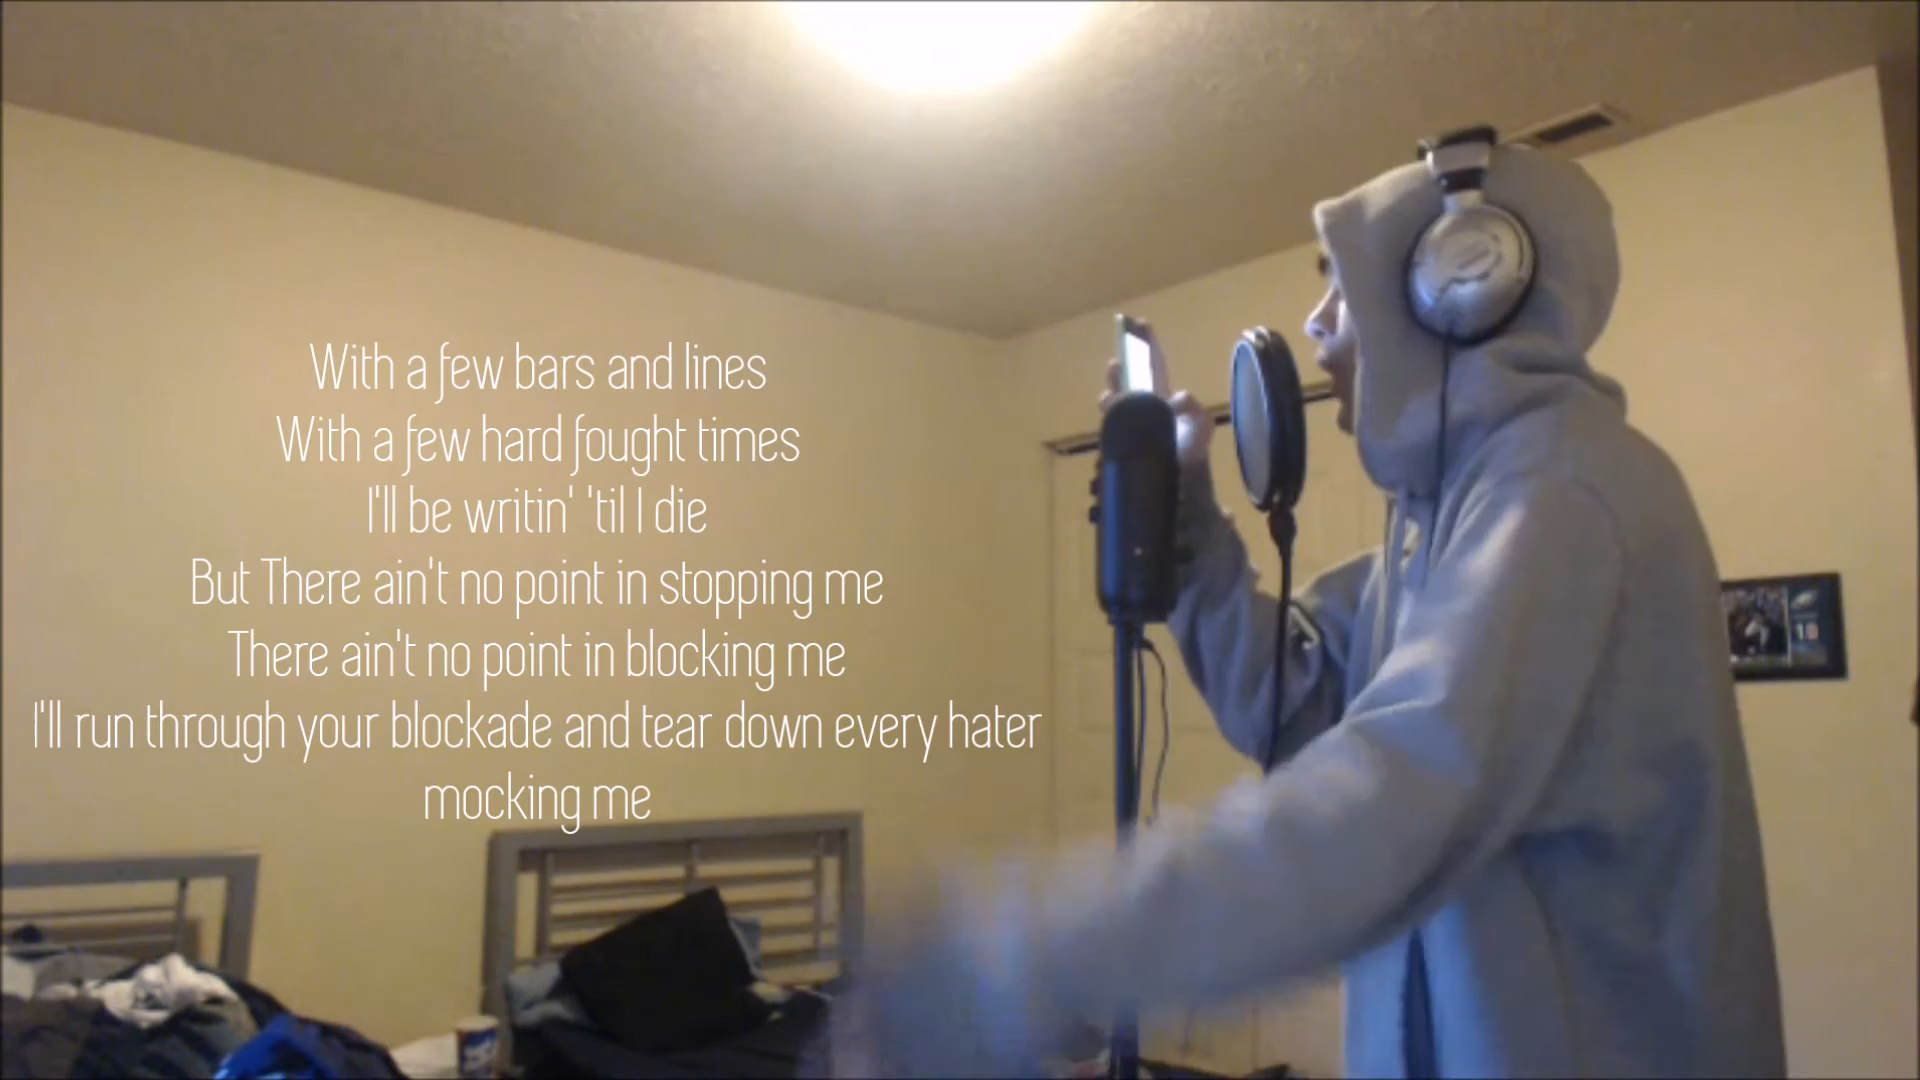 With a few bars and lines
With a few hard fought times
I'll be writin' 'til I die
But There ain't no point in stopping me
There ain't no point in blocking me
I'll run through your blockade and tear down every hater
mocking me